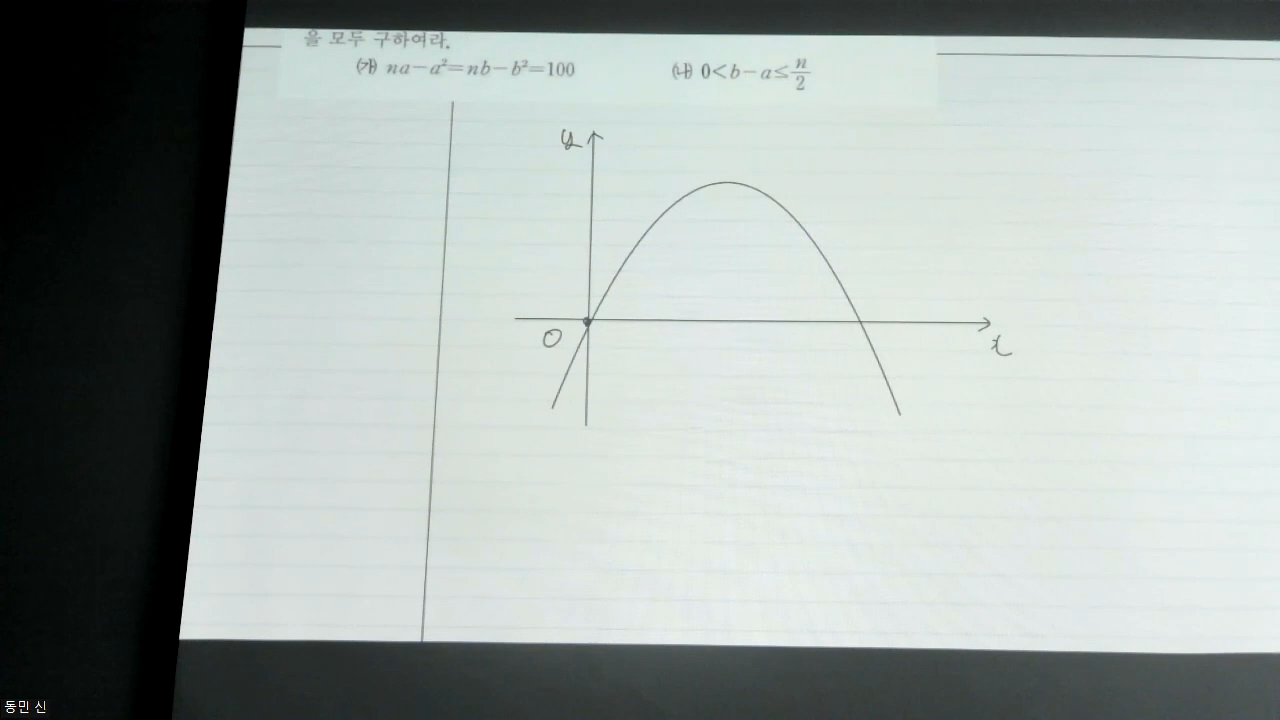 을 모두 구하여라.
㈎ na−a²=nb−b²=100 ㈏ 0<b−a≤n/2
y
O
x
동민 신